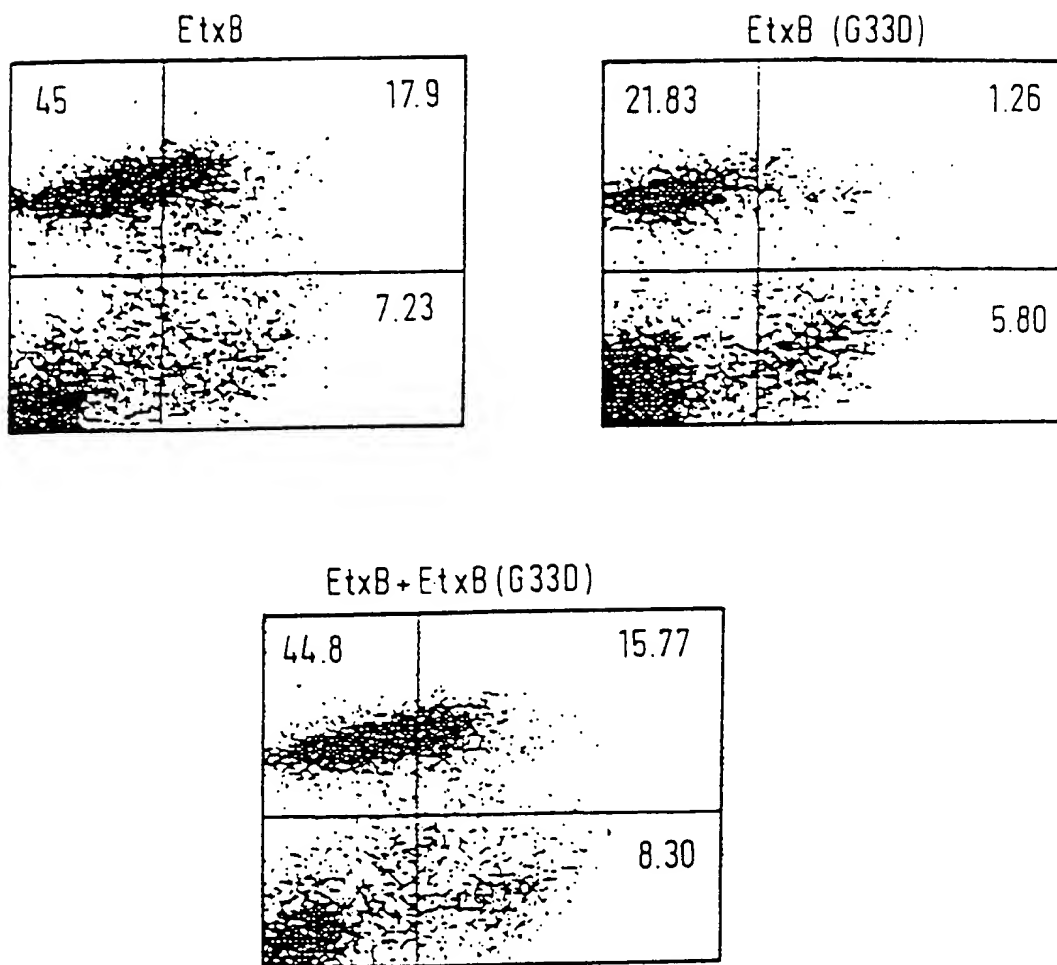 EtxB
45 17.9
7.23
EtxB (G33D)
21.83 1.26
5.80
EtxB + EtxB (G33D)
44.8 15.77
8.30